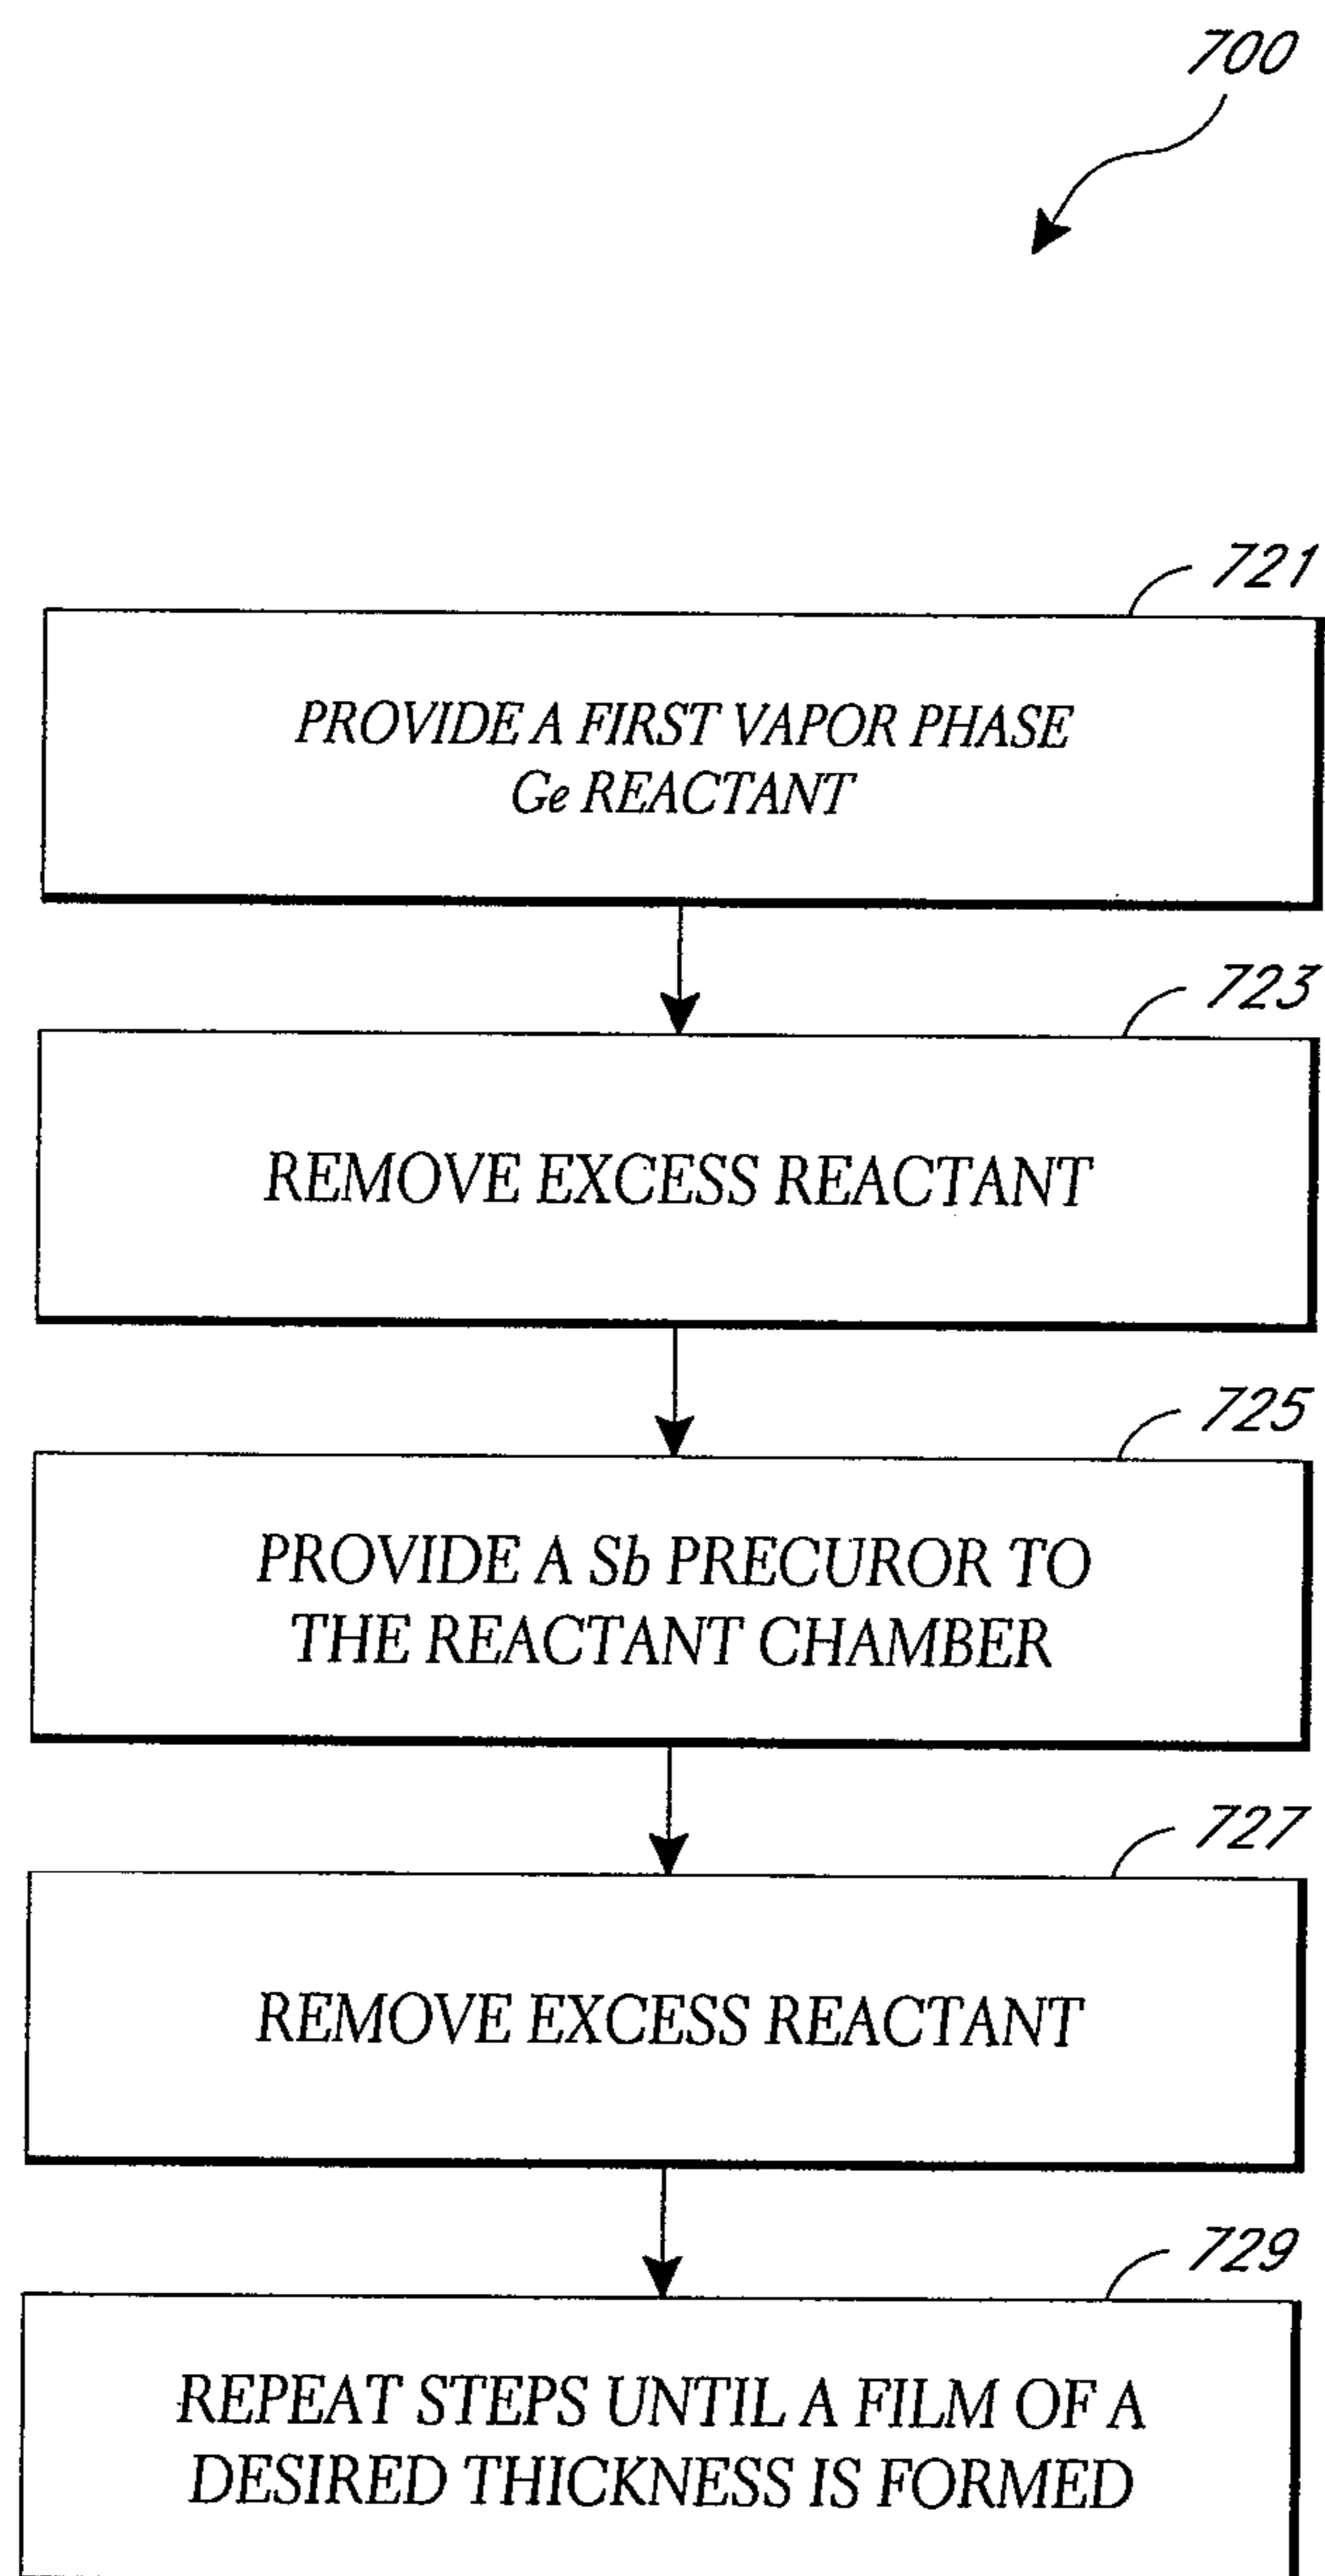 700
721
PROVIDE A FIRST VAPOR PHASE
Ge REACTANT
723
REMOVE EXCESS REACTANT
725
PROVIDE A Sb PRECUROR TO
THE REACTANT CHAMBER
727
REMOVE EXCESS REACTANT
729
REPEAT STEPS UNTIL A FILM OF A
DESIRED THICKNESS IS FORMED